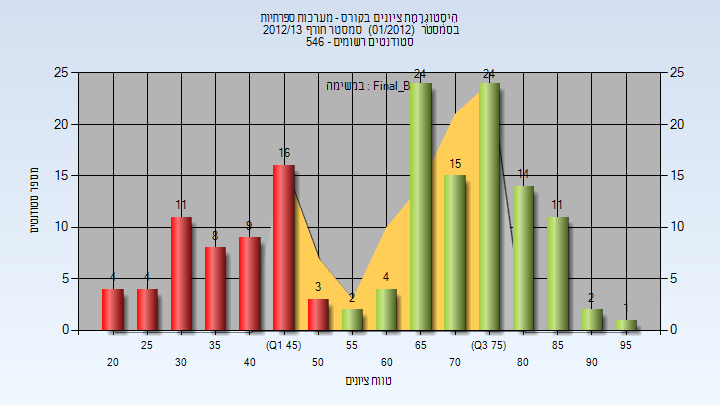 היסטוגרמת ציונים בקורס - מערכות ספרתיות
בסמסטר (01/2012) סמסטר חורף 2012/13
546 - סטודנטים רשומים
במשימה : Final_B
מספר סטודנטים
25 20 15 10 5 0
25 20 15 10 5 0
4 4 11 8 9 16 3 2 4 24 15 24 14 11 2 1
25 35 (Q1 45) 55 65 (Q3 75) 85 95
20 30 40 50 60 70 80 90
טווח ציונים